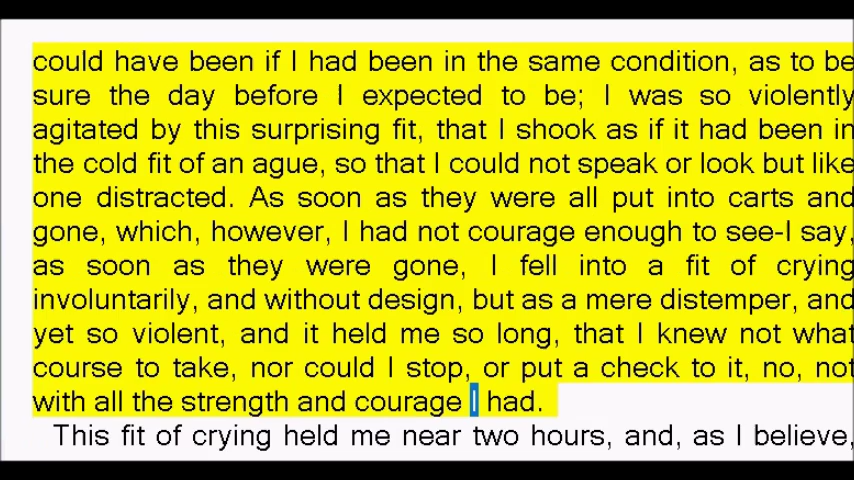 could have been if I had been in the same condition, as to be
sure the day before I expected to be; I was so violently
agitated by this surprising fit, that I shook as if it had been in
the cold fit of an ague, so that I could not speak or look but like
one distracted. As soon as they were all put into carts and
gone, which, however, I had not courage enough to see-I say,
as soon as they were gone, I fell into a fit of crying
involuntarily, and without design, but as a mere distemper, and
yet so violent, and it held me so long, that I knew not what
course to take, nor could I stop, or put a check to it, no, not
with all the strength and courage I had.
This fit of crying held me near two hours, and, as I believe,